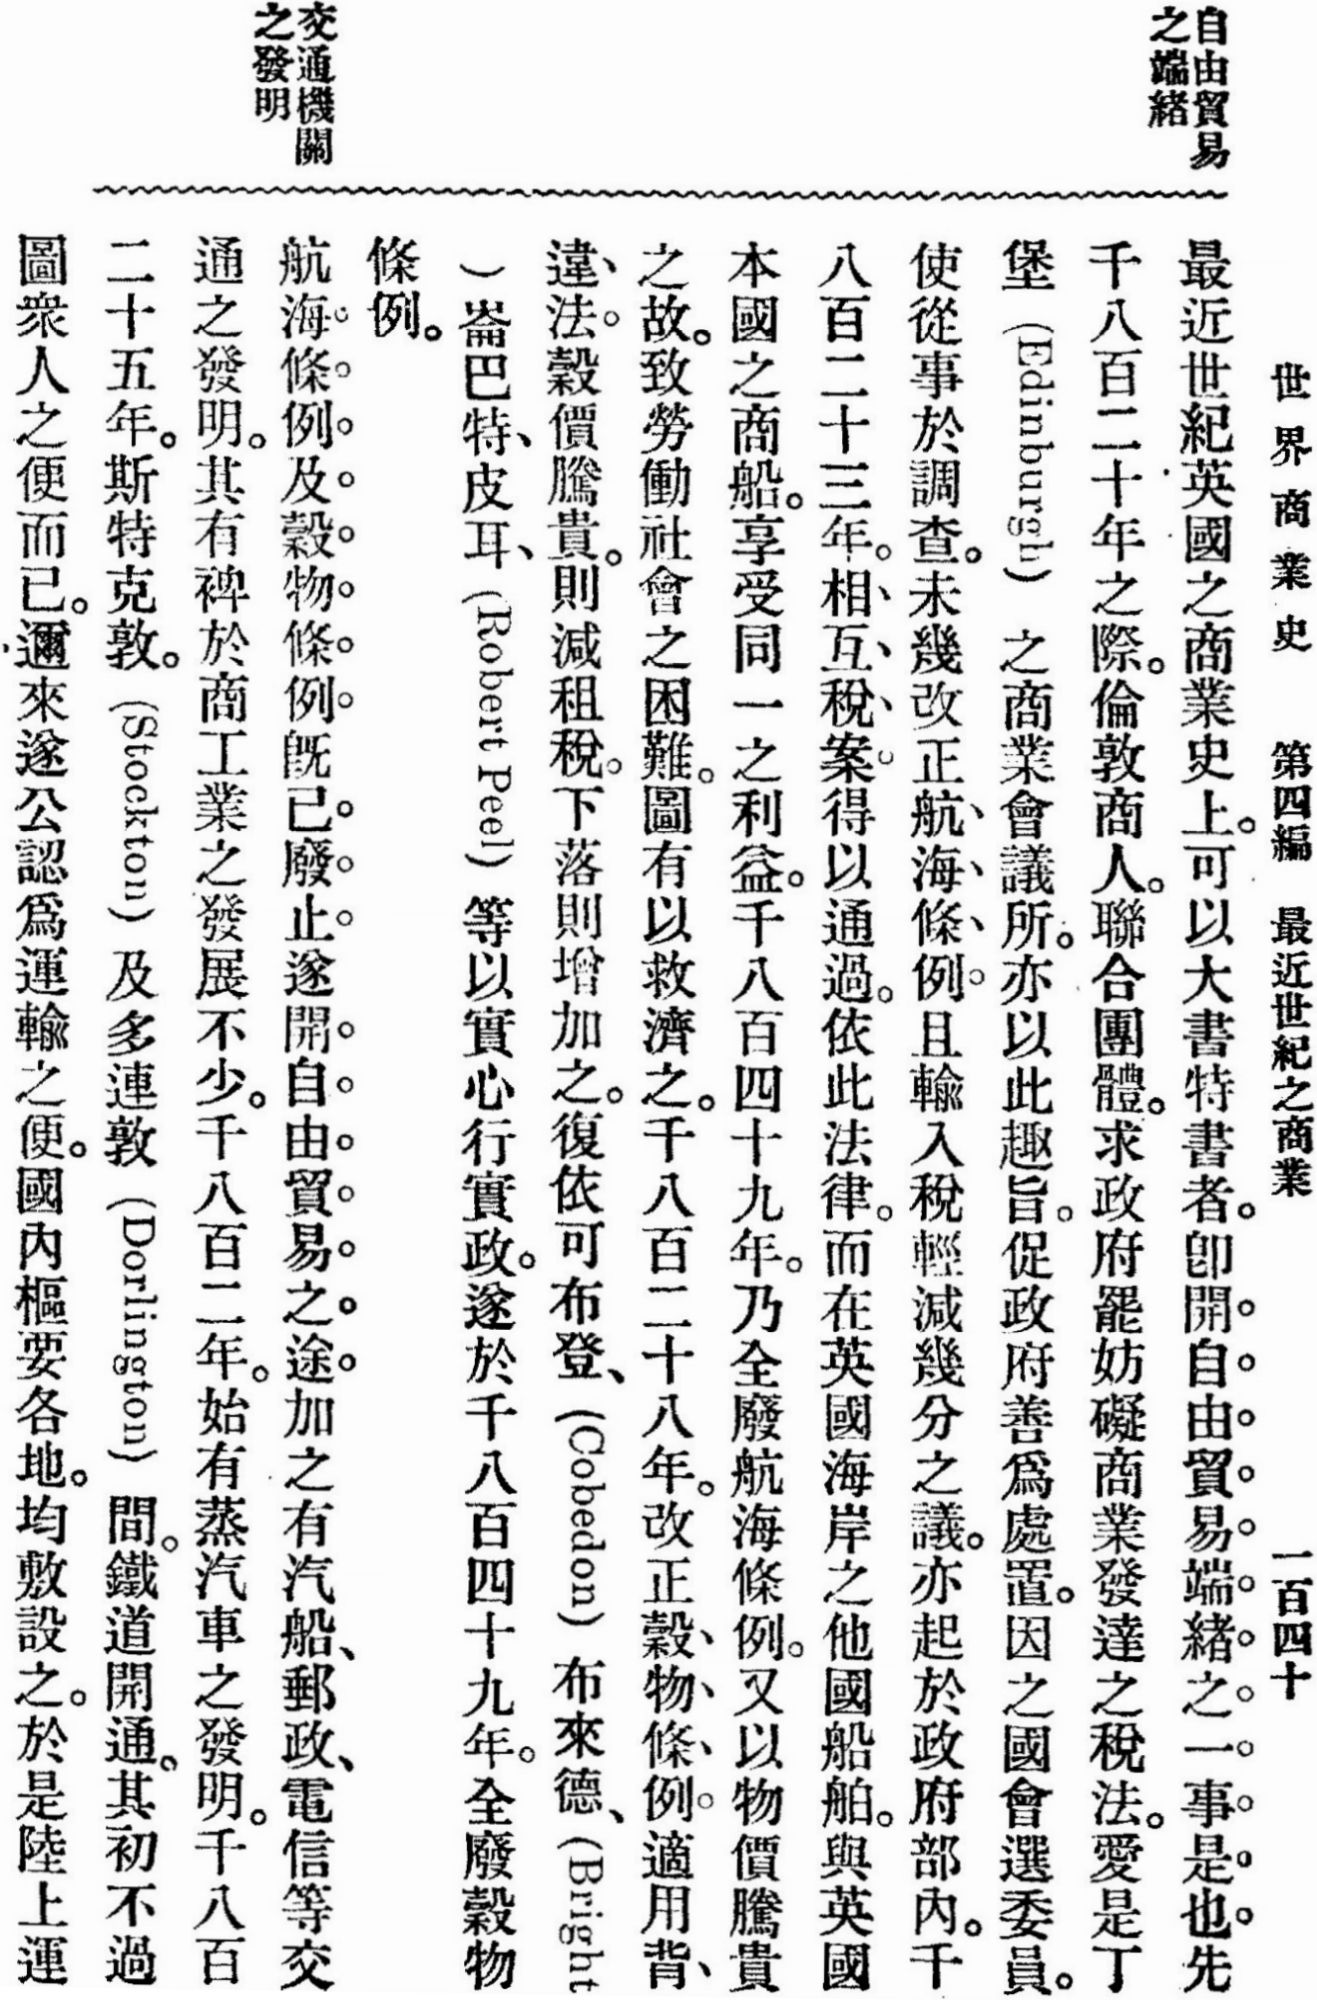 世界商業史　第四編　最近世紀之商業　一百四十
自由貿易
之端緒
最近世紀英國之商業史上。可以大書特書者。卽開自由貿易端緒之一事是也。先
千八百二十年之際。倫敦商人。聯合團體。求政府罷妨礙商業發達之稅法。愛是丁
堡(Edinburgh)之商業會議所。亦以此趣旨。促政府善爲處置。因之國會選委員。
使從事於調查。未幾改正航、海、條、例。且輸入稅輕減幾分之議。亦起於政府部內。千
八百二十三年。相、互、稅、案。得以通過。依此法律。而在英國海岸之他國船舶。與英國
本國之商船。享受同一之利益。千八百四十九年。乃全廢航海條例。又以物價騰貴
之故。致勞働社會之困難。圖有以救濟之。千八百二十八年。改正穀、物、條、例。適用背、
違、法。穀價騰貴。則減租稅。下落則增加之。復依可布登、(Cobedon)布來德、(Bright
)崙巴特、皮耳、(Robert Peel)等以實心行實政。遂於千八百四十九年。全廢穀物
條例。
交通機關
之發明
航海條例及穀物條例旣已廢止遂開自由貿易之途。加之有汽船、郵政、電信等交
通之發明。其有裨於商工業之發展不少。千八百二年。始有蒸汽車之發明。千八百
二十五年。斯特克敦。(Stockton)及多連敦(Dorlington)間。鐵道開通。其初不過
圖衆人之便而已。邇來遂公認爲運輸之便。國內樞要各地。均敷設之。於是陸上運